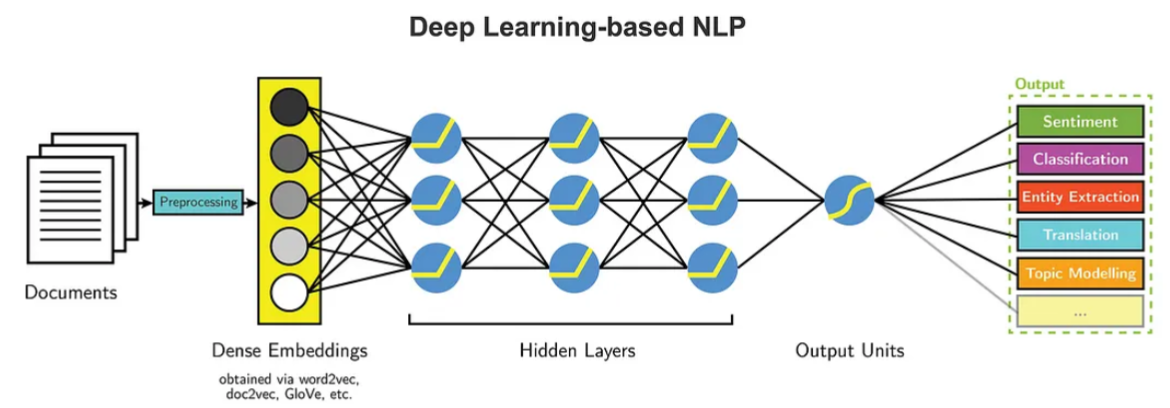 Deep Learning-based NLP
Output
Sentiment
Classification
Entity Extraction
Translation
Topic Modelling
...
Preprocessing
Documents
Dense Embeddings
obtained via word2vec,
doc2vec, GloVe, etc.
Hidden Layers
Output Units